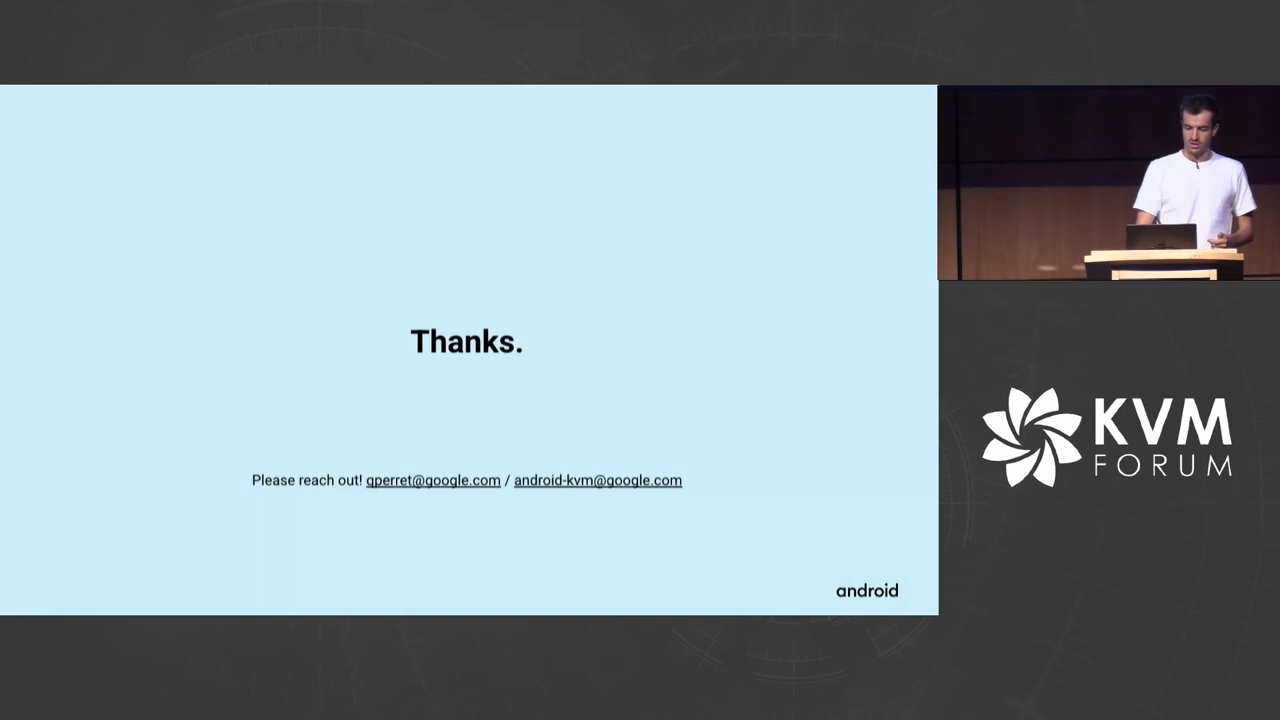 Thanks.
Please reach out! qperret@google.com / android-kvm@google.com
android
KVM
FORUM